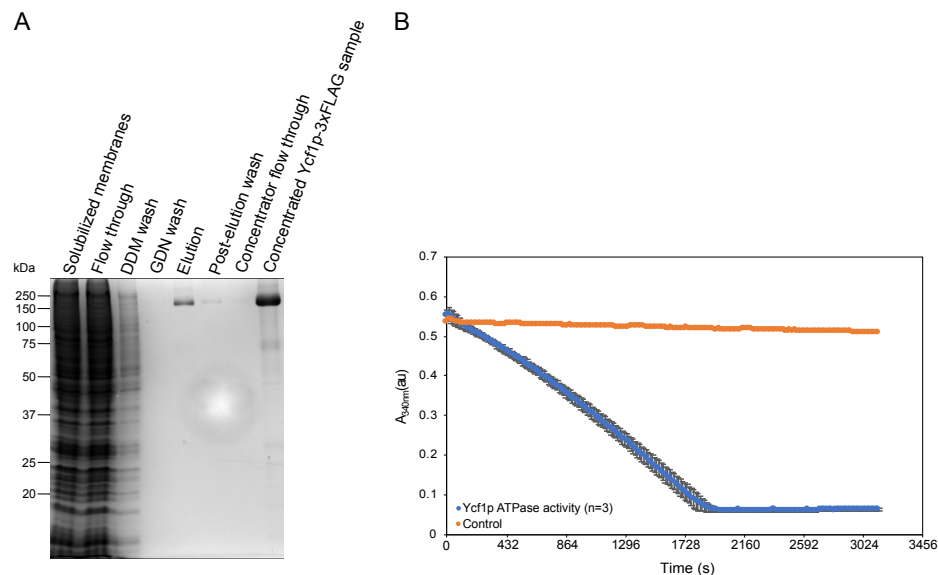 A
B
Solubilized membranes
Flow through
DDM wash
GDN wash
Elution
Post-elution wash
Concentrator flow through
Concentrated Ycf1p-3xFLAG sample
kDa
250
150
100
75
50
37
25
20
0.7
0.6
0.5
0.4
0.3
0.2
0.1
0
A340nm(au)
Ycf1p ATPase activity (n=3)
Control
0 432 864 1296 1728 2160 2592 3024 3456
Time (s)